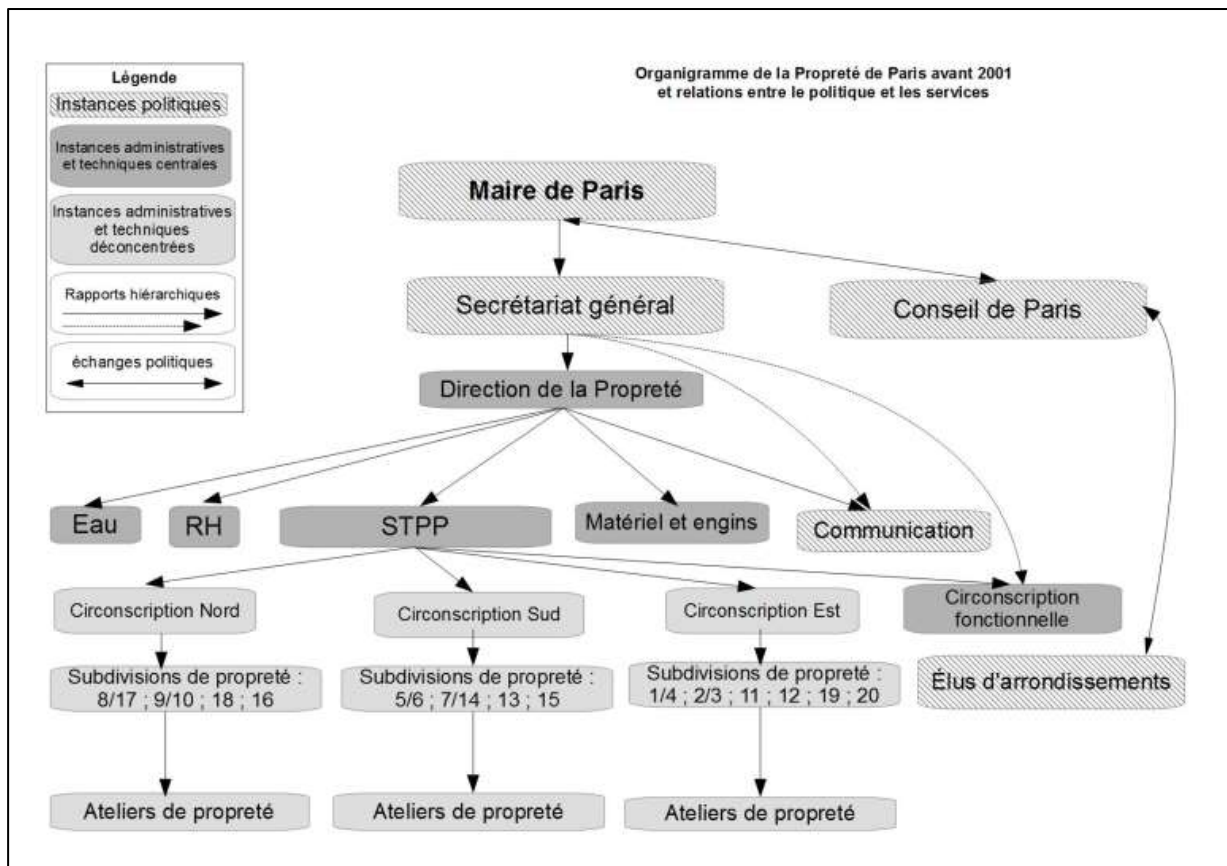 Légende
Instances politiques
Instances administratives
et techniques centrales
Instances administratives
et techniques
déconcentrées
Rapports hiérarchiques
échanges politiques
Organigramme de la Propreté de Paris avant 2001
et relations entre le politique et les services
Maire de Paris
Secrétariat général
Conseil de Paris
Direction de la Propreté
Eau
RH
STPP
Matériel et engins
Communication
Circonscription Nord
Circonscription Sud
Circonscription Est
Circonscription
fonctionnelle
Subdivisions de propreté :
8/17 ; 9/10 ; 18 ; 16
Subdivisions de propreté :
5/6 ; 7/14 ; 13 ; 15
Subdivisions de propreté :
1/4 ; 2/3 ; 11 ; 12 ; 19 ; 20
Élus d'arrondissements
Ateliers de propreté
Ateliers de propreté
Ateliers de propreté